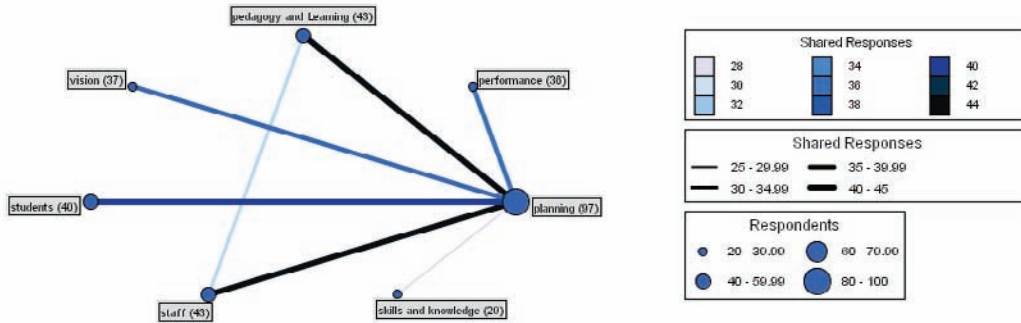 pedagogy and Learning (43)
vision (37)
performance (36)
students (40)
planning (97)
staff (43)
skills and knowledge (20)
Shared Responses
28 34 40
30 36 42
32 38 44
Shared Responses
25 - 29.99 35 - 39.99
30 - 34.99 40 - 45
Respondents
20 - 30.00 60 - 70.00
40 - 59.99 80 - 100